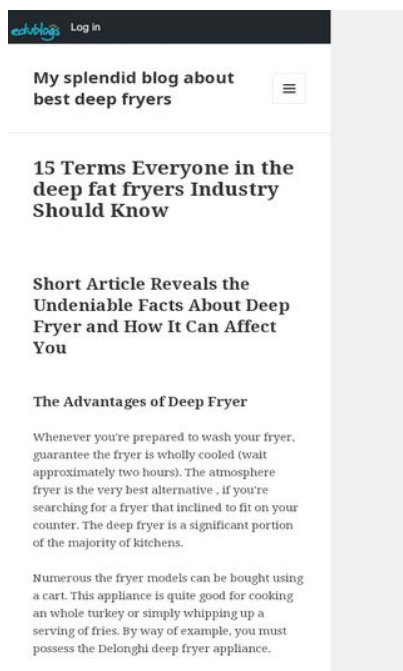 edublogs Log in
My splendid blog about
best deep fryers
15 Terms Everyone in the
deep fat fryers Industry
Should Know
Short Article Reveals the
Undeniable Facts About Deep
Fryer and How It Can Affect
You
The Advantages of Deep Fryer
Whenever you're prepared to wash your fryer,
guarantee the fryer is wholly cooled (wait
approximately two hours). The atmosphere
fryer is the very best alternative , if you're
searching for a fryer that inclined to fit on your
counter. The deep fryer is a significant portion
of the majority of kitchens.
Numerous the fryer models can be bought using
a cart. This appliance is quite good for cooking
an whole turkey or simply whipping up a
serving of fries. By way of example, you must
possess the Delonghi deep fryer appliance.